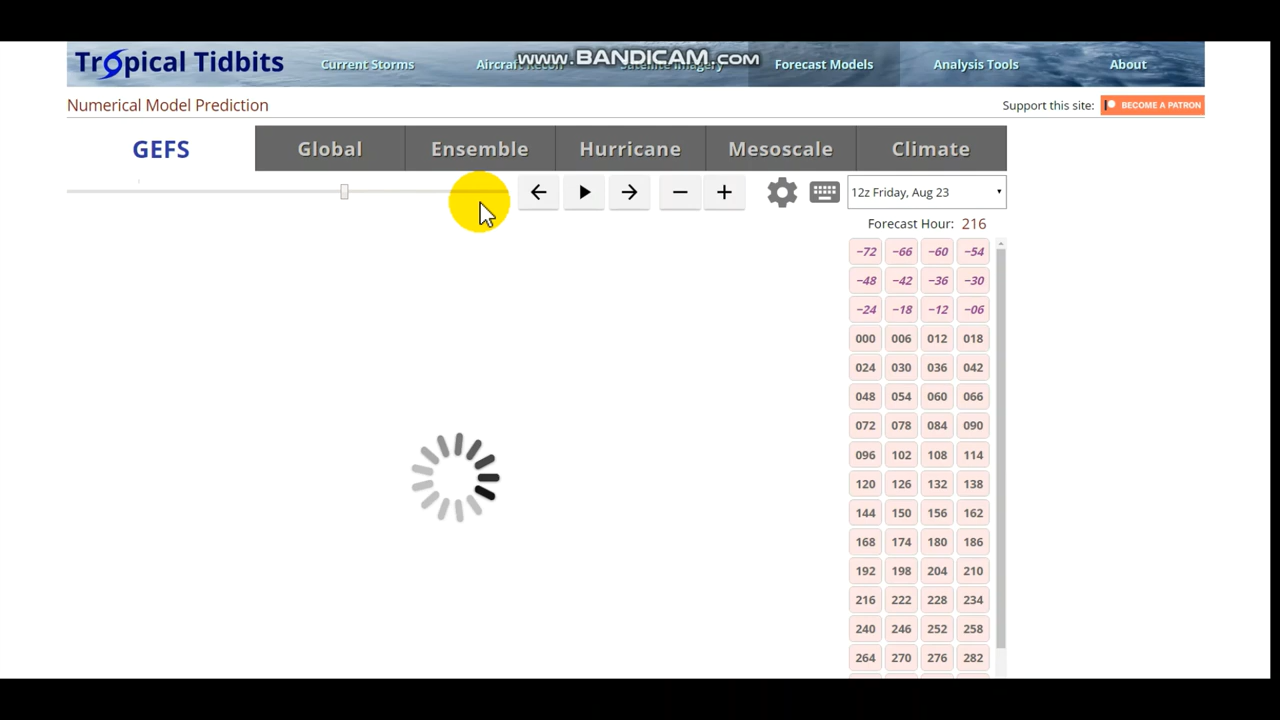 www.BANDICAM.com
Tropical Tidbits
Current Storms
Aircraft Recon
Satellite Imagery
Forecast Models
Analysis Tools
About
Numerical Model Prediction
Support this site:
BECOME A PATRON
GEFS
Global
Ensemble
Hurricane
Mesoscale
Climate
12z Friday, Aug 23
Forecast Hour: 216
-72 -66 -60 -54
-48 -42 -36 -30
-24 -18 -12 -06
000 006 012 018
024 030 036 042
048 054 060 066
072 078 084 090
096 102 108 114
120 126 132 138
144 150 156 162
168 174 180 186
192 198 204 210
216 222 228 234
240 246 252 258
264 270 276 282